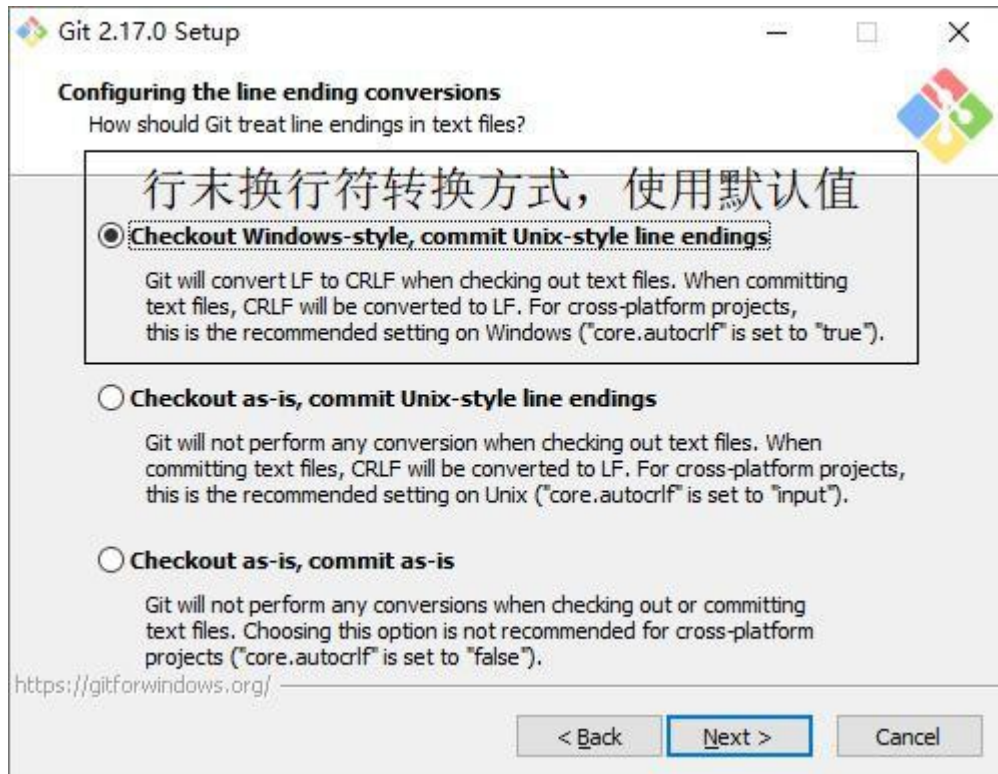 Git 2.17.0 Setup
Configuring the line ending conversions
How should Git treat line endings in text files?
行末换行符转换方式，使用默认值
Checkout Windows-style, commit Unix-style line endings
Git will convert LF to CRLF when checking out text files. When committing
text files, CRLF will be converted to LF. For cross-platform projects,
this is the recommended setting on Windows ("core.autocrlf" is set to "true").
Checkout as-is, commit Unix-style line endings
Git will not perform any conversion when checking out text files. When
committing text files, CRLF will be converted to LF. For cross-platform projects,
this is the recommended setting on Unix ("core.autocrlf" is set to "input").
Checkout as-is, commit as-is
Git will not perform any conversions when checking out or committing
text files. Choosing this option is not recommended for cross-platform
projects ("core.autocrlf" is set to "false").
https://gitforwindows.org/
< Back
Next >
Cancel